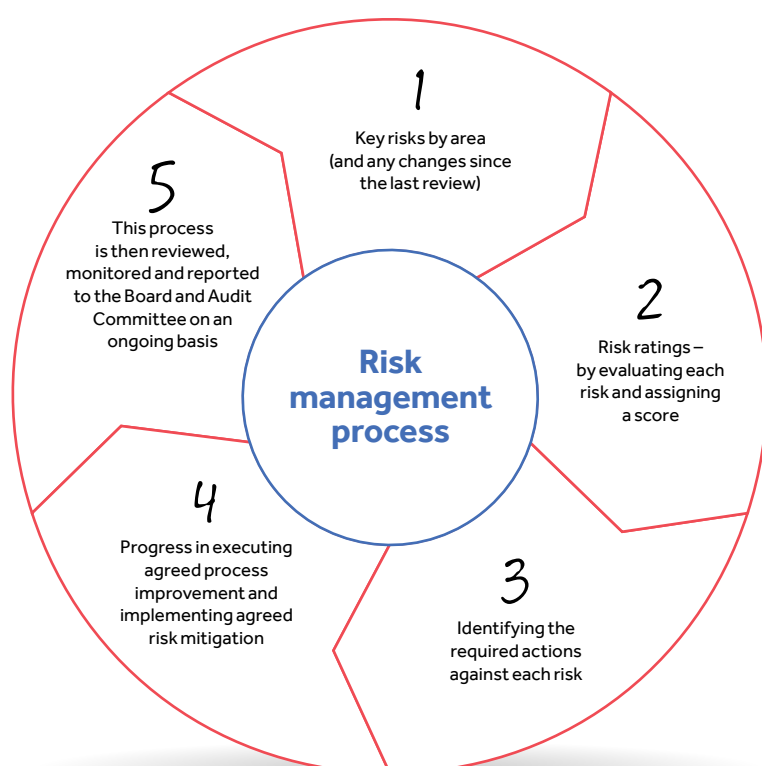 1
Key risks by area
(and any changes since
the last review)
2
Risk ratings –
by evaluating each
risk and assigning
a score
3
Identifying the
required actions
against each risk
4
Progress in executing
agreed process
improvement and
implementing agreed
risk mitigation
5
This process
is then reviewed,
monitored and reported
to the Board and Audit
Committee on an
ongoing basis
Risk
management
process